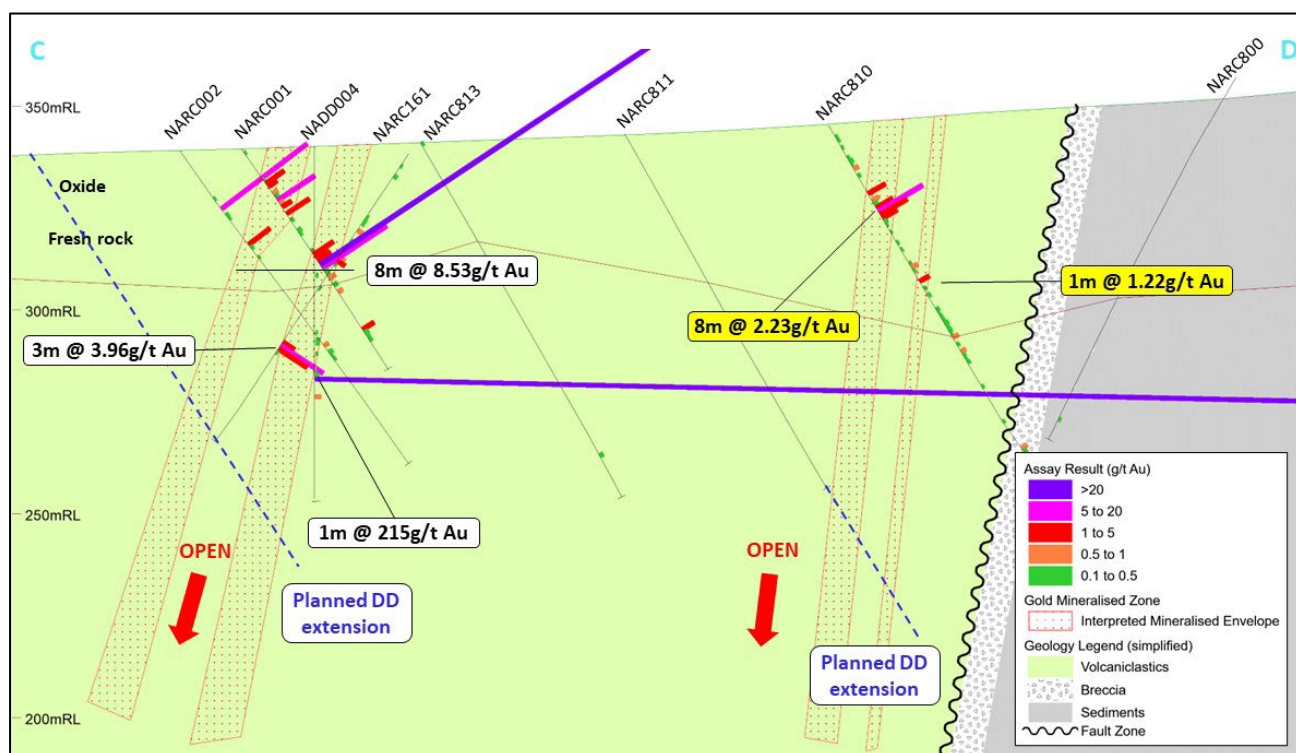 C
D
NARC002
NARC001
NADD004
NARC161
NARC813
NARC811
NARC810
NARC800
350mRL
Oxide
Fresh rock
8m @ 8.53g/t Au
1m @ 1.22g/t Au
300mRL
8m @ 2.23g/t Au
3m @ 3.96g/t Au
1m @ 215g/t Au
250mRL
OPEN
OPEN
Planned DD
extension
Planned DD
extension
200mRL
Assay Result (g/t Au)
>20
5 to 20
1 to 5
0.5 to 1
0.1 to 0.5
Gold Mineralised Zone
Interpreted Mineralised Envelope
Geology Legend (simplified)
Volcaniclastics
Breccia
Sediments
Fault Zone